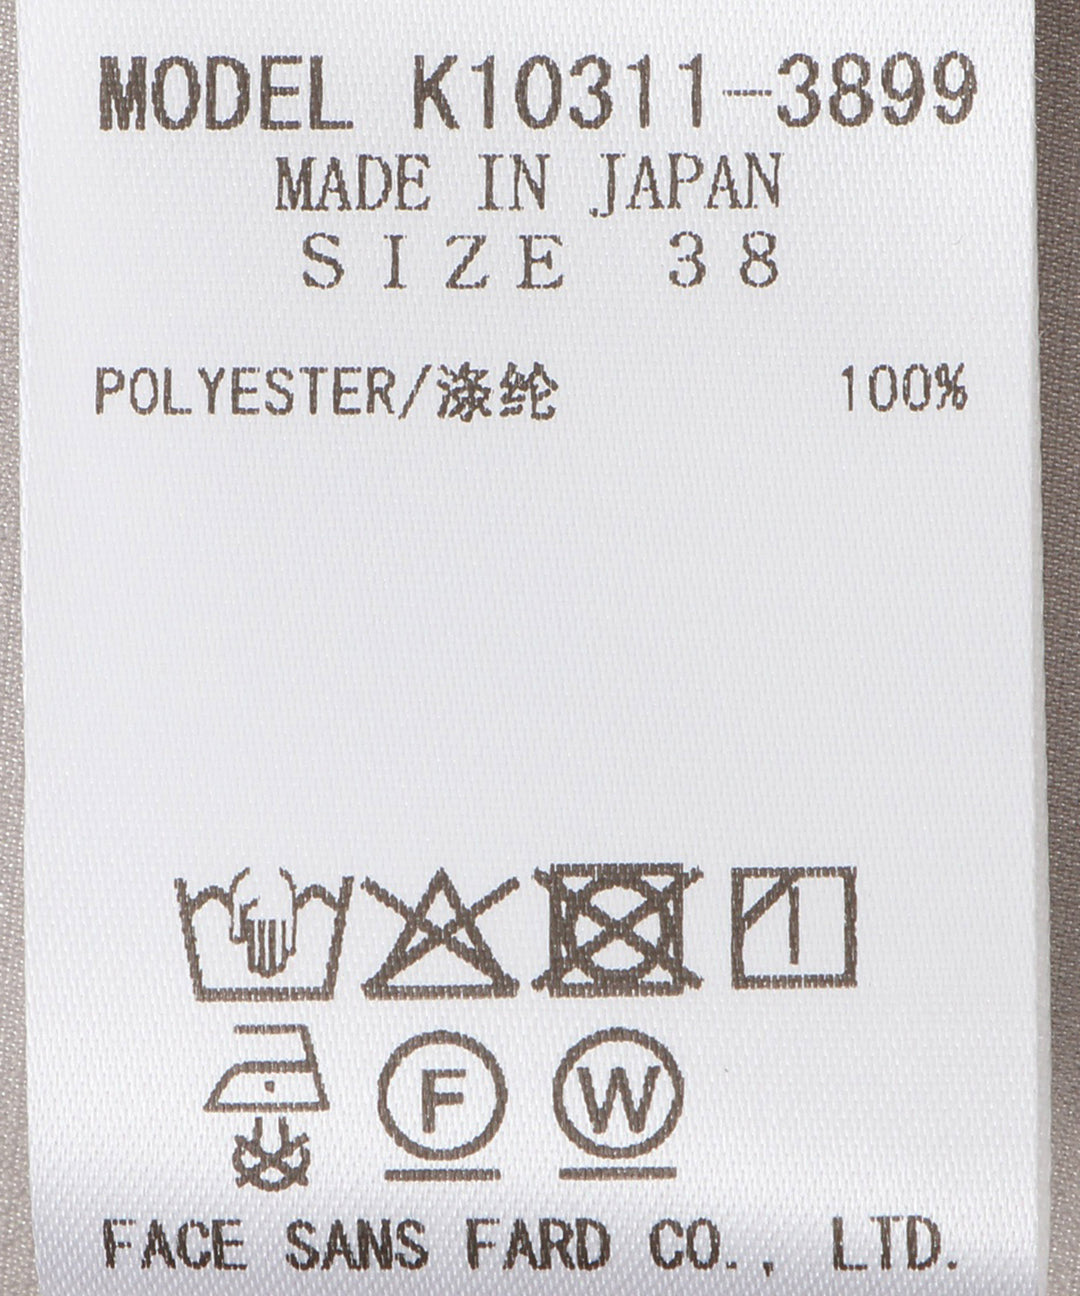 MODEL K10311-3899
MADE IN JAPAN
SIZE 38
POLYESTER/涤纶 100%
F W
FACE SANS FARD CO., LTD.